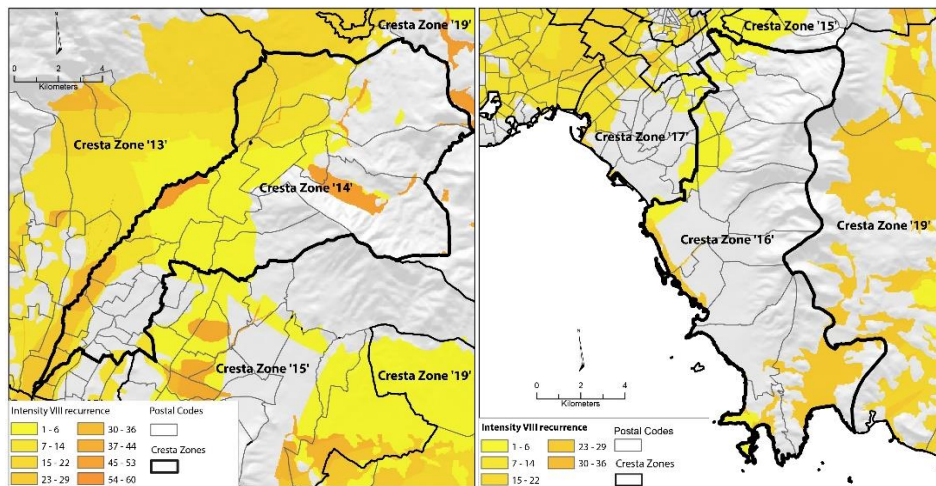 Cresta Zone '19'
N
0 2 4
Kilometers
Cresta Zone '13'
Cresta Zone '14'
Cresta Zone '15'
Cresta Zone '19'
Intensity VIII recurrence
1 - 6
7 - 14
15 - 22
23 - 29
30 - 36
37 - 44
45 - 53
54 - 60
Postal Codes
Cresta Zones
Cresta Zone '15'
Cresta Zone '17'
Cresta Zone '16'
Cresta Zone '19'
N
0 2 4
Kilometers
Intensity VIII recurrence
1 - 6
7 - 14
15 - 22
23 - 29
30 - 36
Postal Codes
Cresta Zones